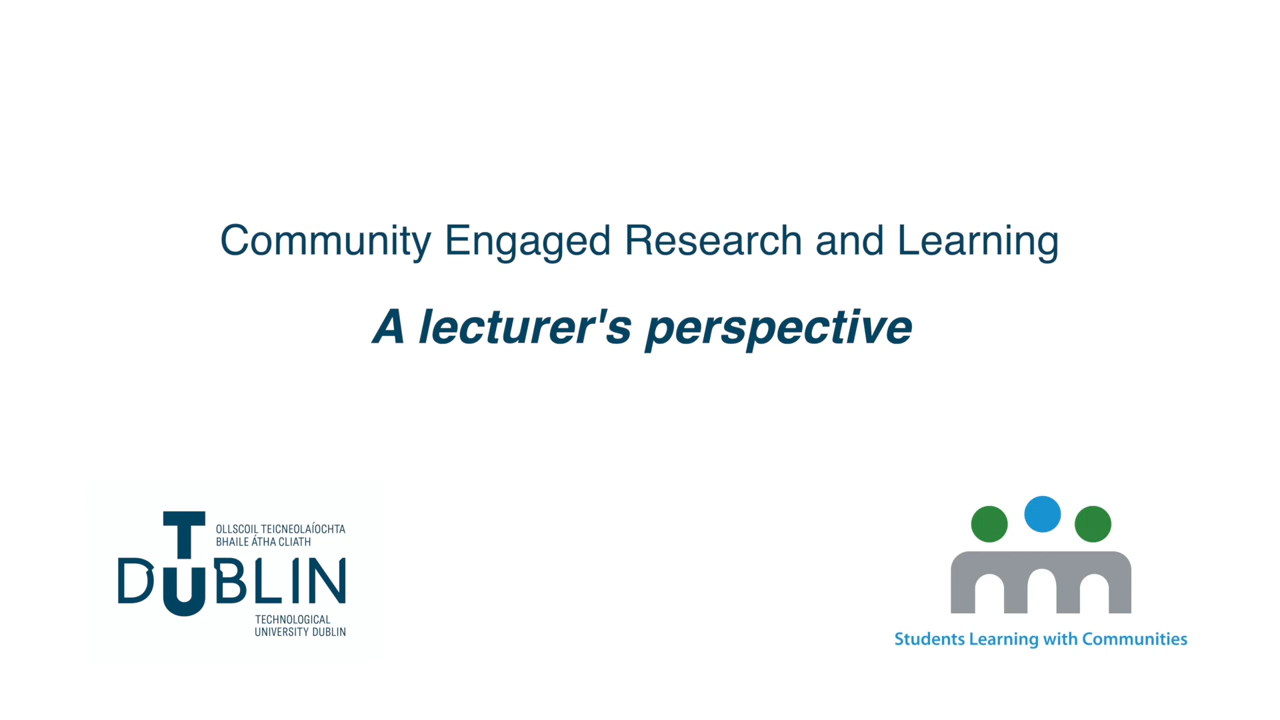 Community Engaged Research and Learning
A lecturer's perspective
OLLSCOIL TEICNEOLAÍOCHTA
BHAILE ÁTHA CLIATH
TU
DUBLIN
TECHNOLOGICAL
UNIVERSITY DUBLIN
Students Learning with Communities